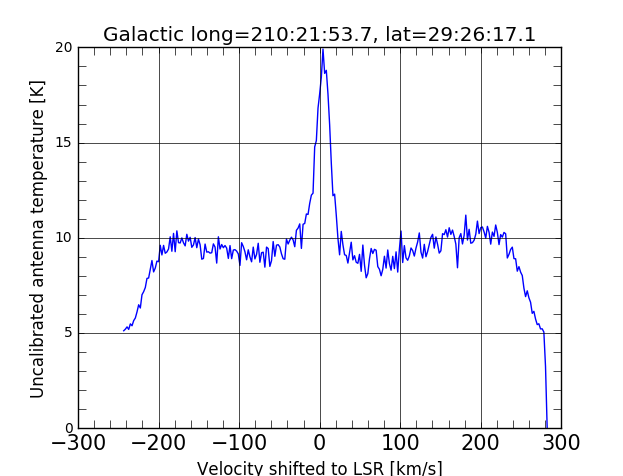 Galactic long=210:21:53.7, lat=29:26:17.1
Uncalibrated antenna temperature [K]
20
15
10
5
0
−300 −200 −100 0 100 200 300
Velocity shifted to LSR [km/s]